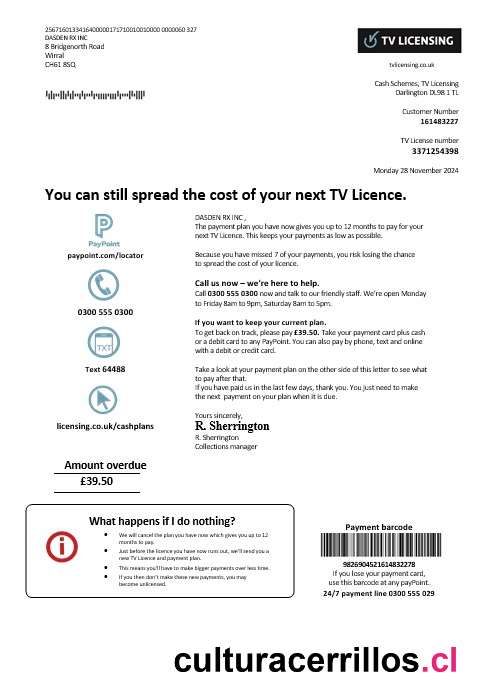 25671601334164000001717100100100​00 0000060 327
DASDEN RX INC
8 Bridgenorth Road
Wirral
CH61 8SQ
TV LICENSING
tvlicensing.co.uk
Cash Schemes, TV Licensing
Darlington DL98 1 TL
Customer Number
161483227
TV License number
3371254398
Monday 28 November 2024
You can still spread the cost of your next TV Licence.
PayPoint
paypoint.com/locator
0300 555 0300
TXT
Text 64488
licensing.co.uk/cashplans
Amount overdue
£39.50
DASDEN RX INC ,
The payment plan you have now gives you up to 12 months to pay for your
next TV Licence. This keeps your payments as low as possible.
Because you have missed 7 of your payments, you risk losing the chance
to spread the cost of your licence.
Call us now – we're here to help.
Call 0300 555 0300 now and talk to our friendly staff. We're open Monday
to Friday 8am to 9pm, Saturday 8am to 5pm.
If you want to keep your current plan.
To get back on track, please pay £39.50. Take your payment card plus cash
or a debit card to any PayPoint. You can also pay by phone, text and online
with a debit or credit card.
Take a look at your payment plan on the other side of this letter to see what
to pay after that.
If you have paid us in the last few days, thank you. You just need to make
the next payment on your plan when it is due.
Yours sincerely,
R. Sherrington
R. Sherrington
Collections manager
What happens if I do nothing?
• We will cancel the plan you have now which gives you up to 12
months to pay.
• Just before the licence you have now runs out, we'll send you a
new TV Licence and payment plan.
• This means you'll have to make bigger payments over less time.
• If you then don't make these new payments, you may
become unlicensed.
Payment barcode
9826904521614832278
If you lose your payment card,
use this barcode at any payPoint.
24/7 payment line 0300 555 029
culturacerrillos.cl